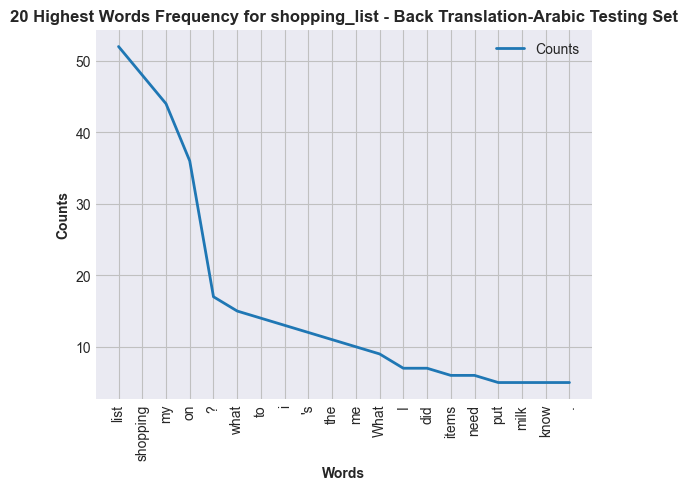 20 Highest Words Frequency for shopping_list - Back Translation-Arabic Testing Set
Counts
50
40
30
20
10
Counts
list
shopping
my
on
?
what
to
i
's
the
me
What
I
did
items
need
put
milk
know
.
Words